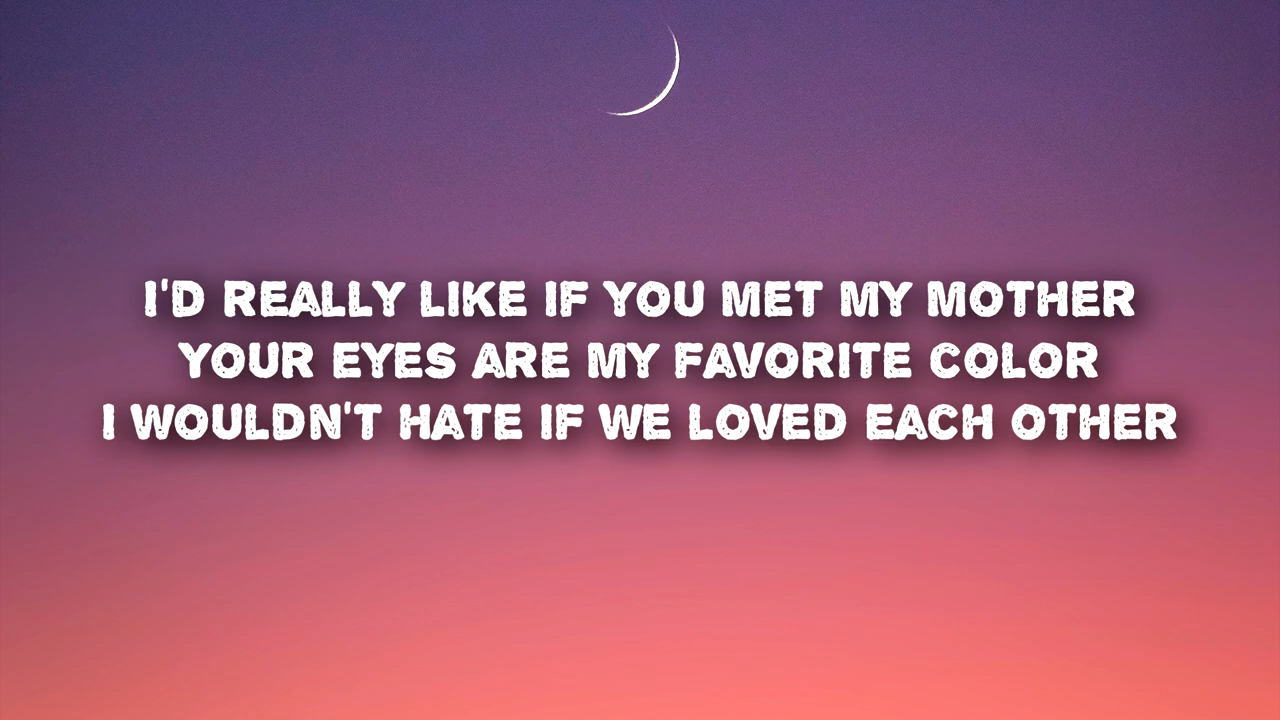 I'D REALLY LIKE IF YOU MET MY MOTHER
YOUR EYES ARE MY FAVORITE COLOR
I WOULDN'T HATE IF WE LOVED EACH OTHER